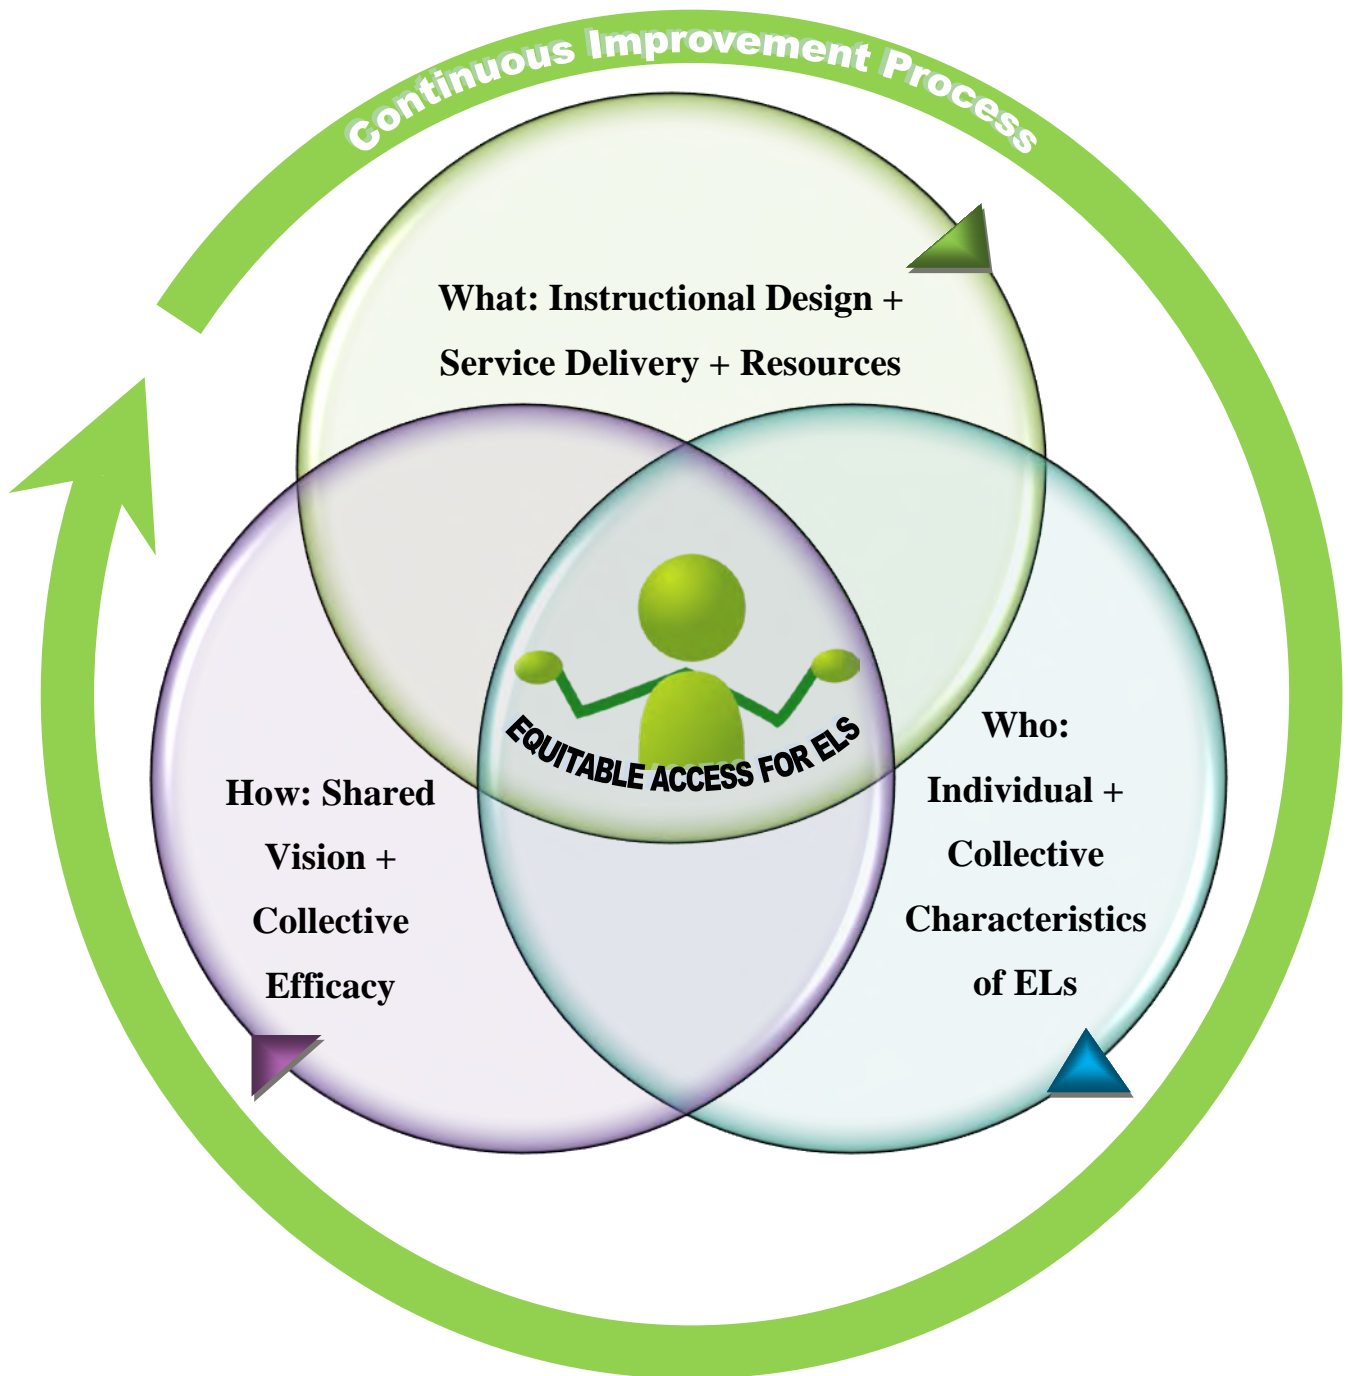 Continuous Improvement Process
What: Instructional Design +
Service Delivery + Resources
EQUITABLE ACCESS FOR ELS
How: Shared
Vision +
Collective
Efficacy
Who:
Individual +
Collective
Characteristics
of ELs